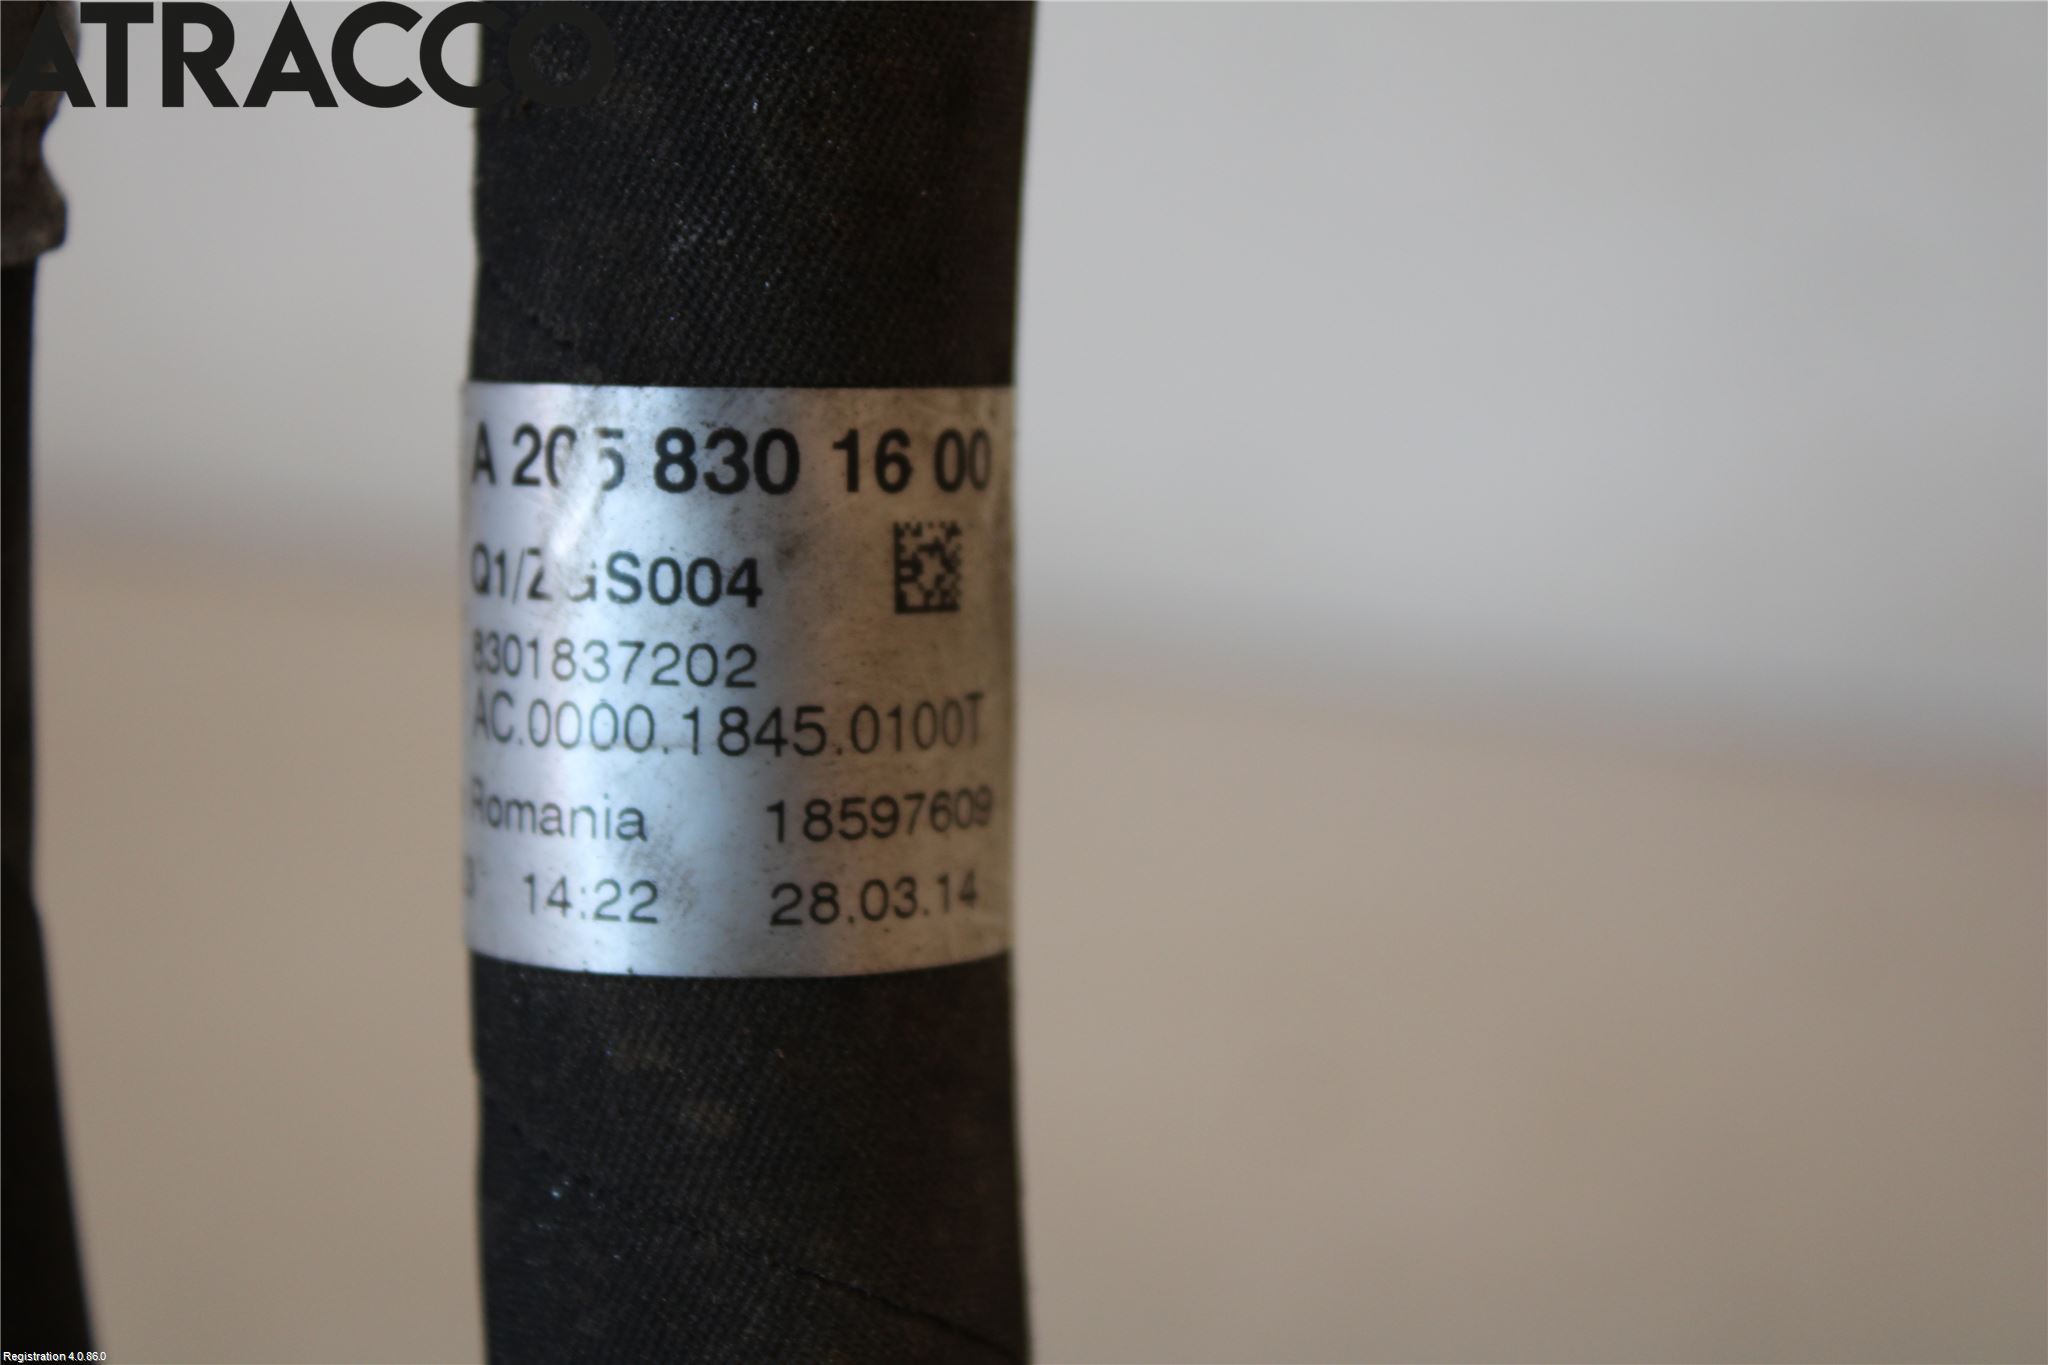 ATRACCO
A 205 830 16 00
Q1/ZGS004
8301837202
AC.0000.1845.0100T
Romania 18597609
3 14:22 28.03.14
Registration 4.0.86.0